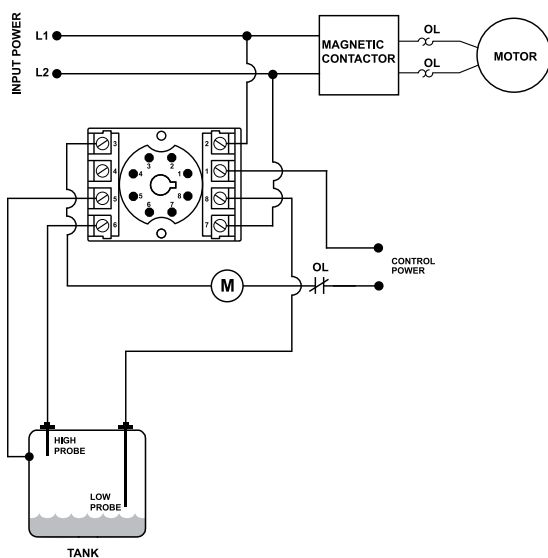 INPUT POWER
L1
L2
MAGNETIC
CONTACTOR
OL
OL
MOTOR
3
4
5
6
2
1
8
7
3
2
4
1
5
8
6
7
CONTROL
POWER
M
OL
HIGH
PROBE
LOW
PROBE
TANK